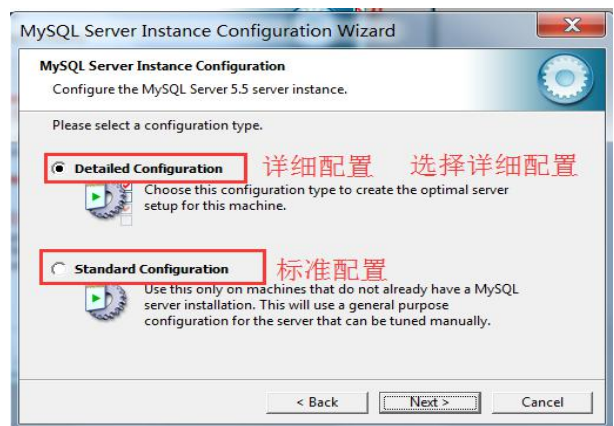 MySQL Server Instance Configuration Wizard
MySQL Server Instance Configuration
Configure the MySQL Server 5.5 server instance.
Please select a configuration type.
Detailed Configuration 详细配置 选择详细配置
Choose this configuration type to create the optimal server
setup for this machine.
Standard Configuration 标准配置
Use this only on machines that do not already have a MySQL
server installation. This will use a general purpose
configuration for the server that can be tuned manually.
< Back Next > Cancel